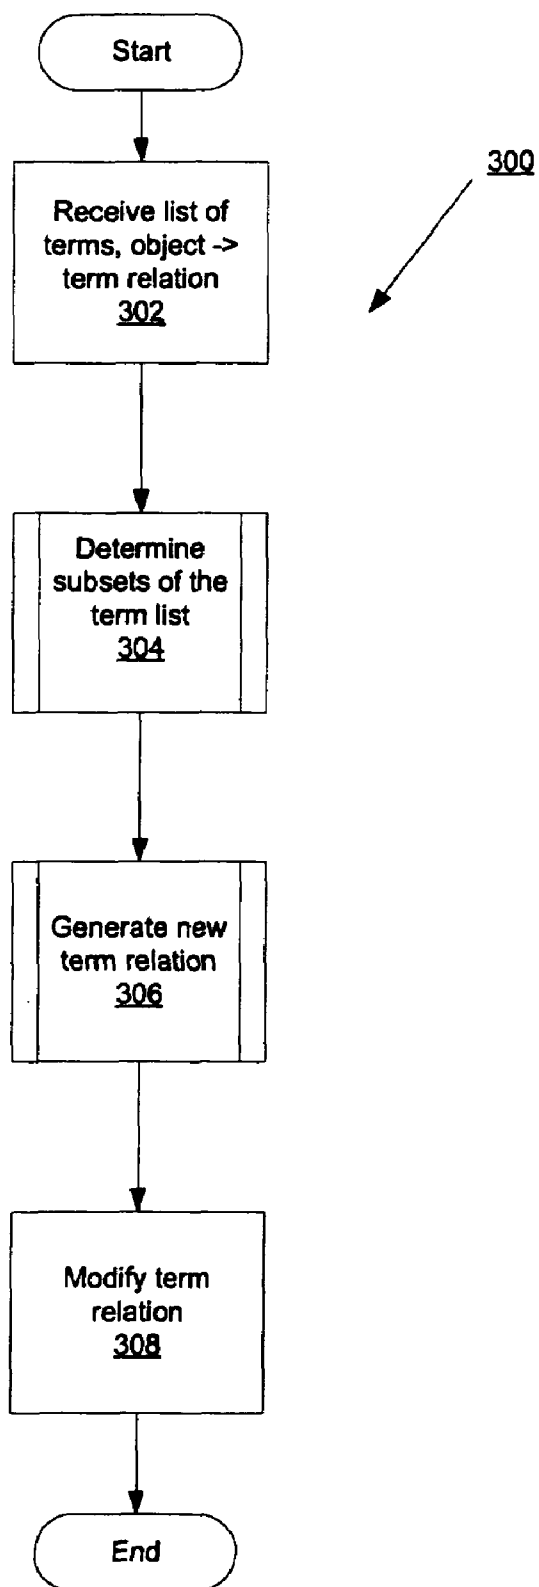 Start
300
Receive list of
terms, object ->
term relation
302
Determine
subsets of the
term list
304
Generate new
term relation
306
Modify term
relation
308
End